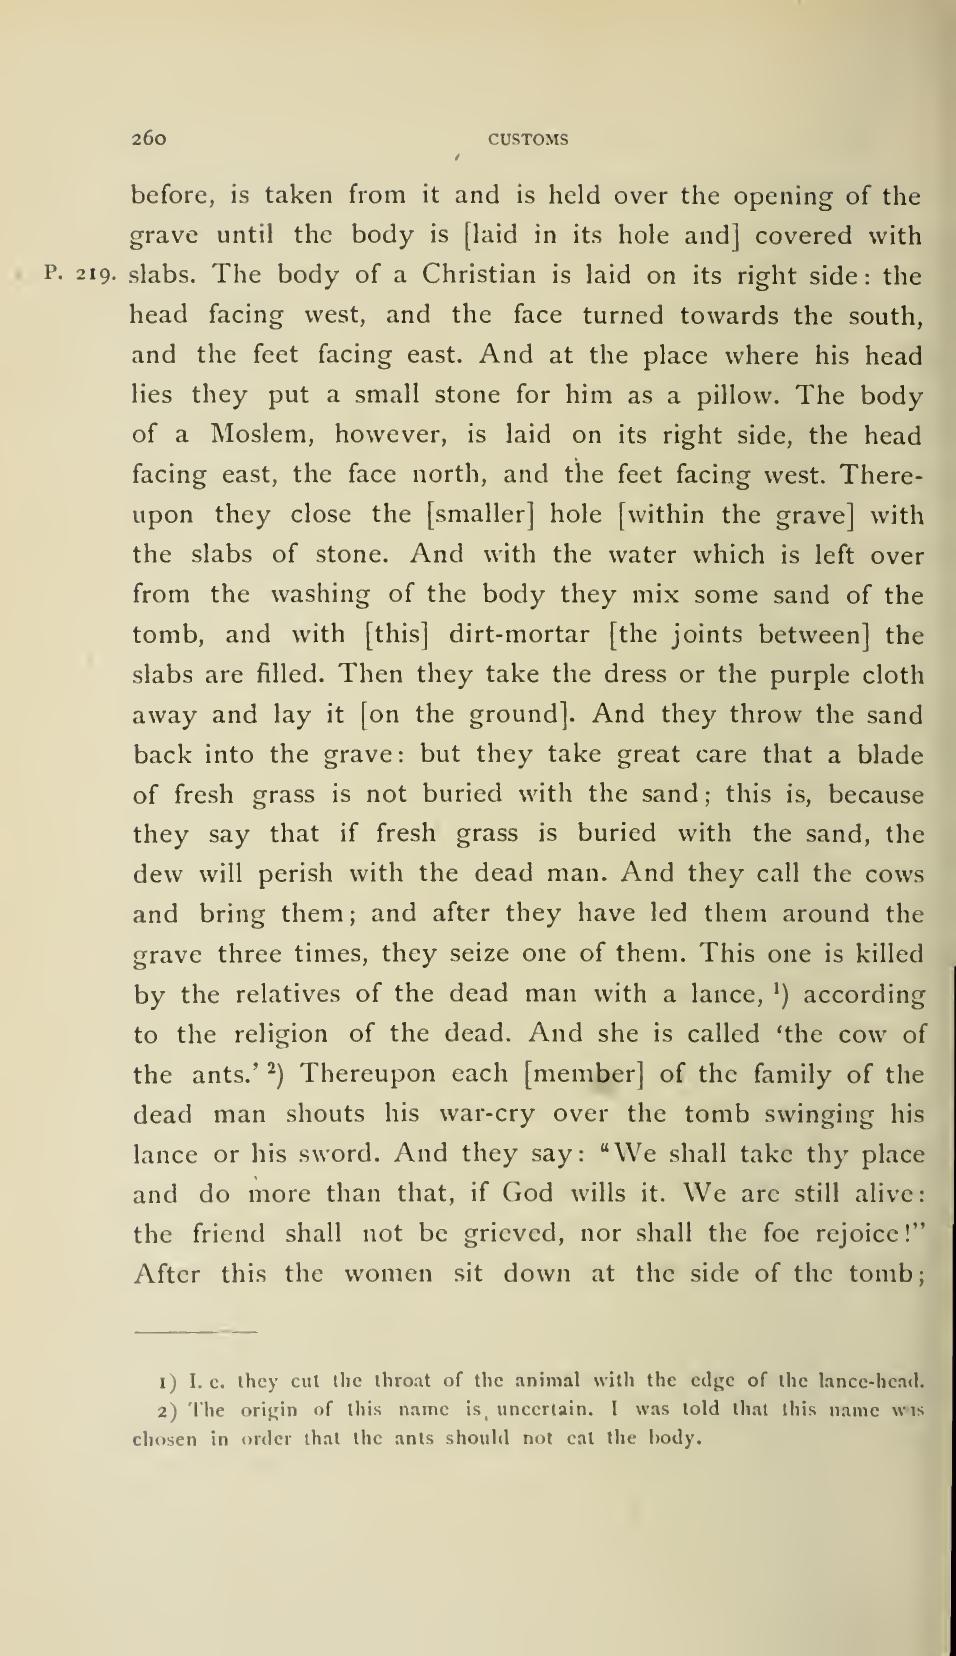 260 CUSTOMS
before, is taken from it and is held over the opening of the
grave until the body is [laid in its hole and] covered with
P. 219. slabs. The body of a Christian is laid on its right side: the
head facing west, and the face turned towards the south,
and the feet facing east. And at the place where his head
lies they put a small stone for him as a pillow. The body
of a Moslem, however, is laid on its right side, the head
facing east, the face north, and the feet facing west. There-
upon they close the [smaller] hole [within the grave] with
the slabs of stone. And with the water which is left over
from the washing of the body they mix some sand of the
tomb, and with [this] dirt-mortar [the joints between] the
slabs are filled. Then they take the dress or the purple cloth
away and lay it [on the ground]. And they throw the sand
back into the grave: but they take great care that a blade
of fresh grass is not buried with the sand; this is, because
they say that if fresh grass is buried with the sand, the
dew will perish with the dead man. And they call the cows
and bring them; and after they have led them around the
grave three times, they seize one of them. This one is killed
by the relatives of the dead man with a lance, ¹) according
to the religion of the dead. And she is called ‘the cow of
the ants.’ ²) Thereupon each [member] of the family of the
dead man shouts his war-cry over the tomb swinging his
lance or his sword. And they say: “We shall take thy place
and do more than that, if God wills it. We are still alive:
the friend shall not be grieved, nor shall the foe rejoice!”
After this the women sit down at the side of the tomb;
1) I. e. they cut the throat of the animal with the edge of the lance-head.
2) The origin of this name is uncertain. I was told that this name was
chosen in order that the ants should not eat the body.